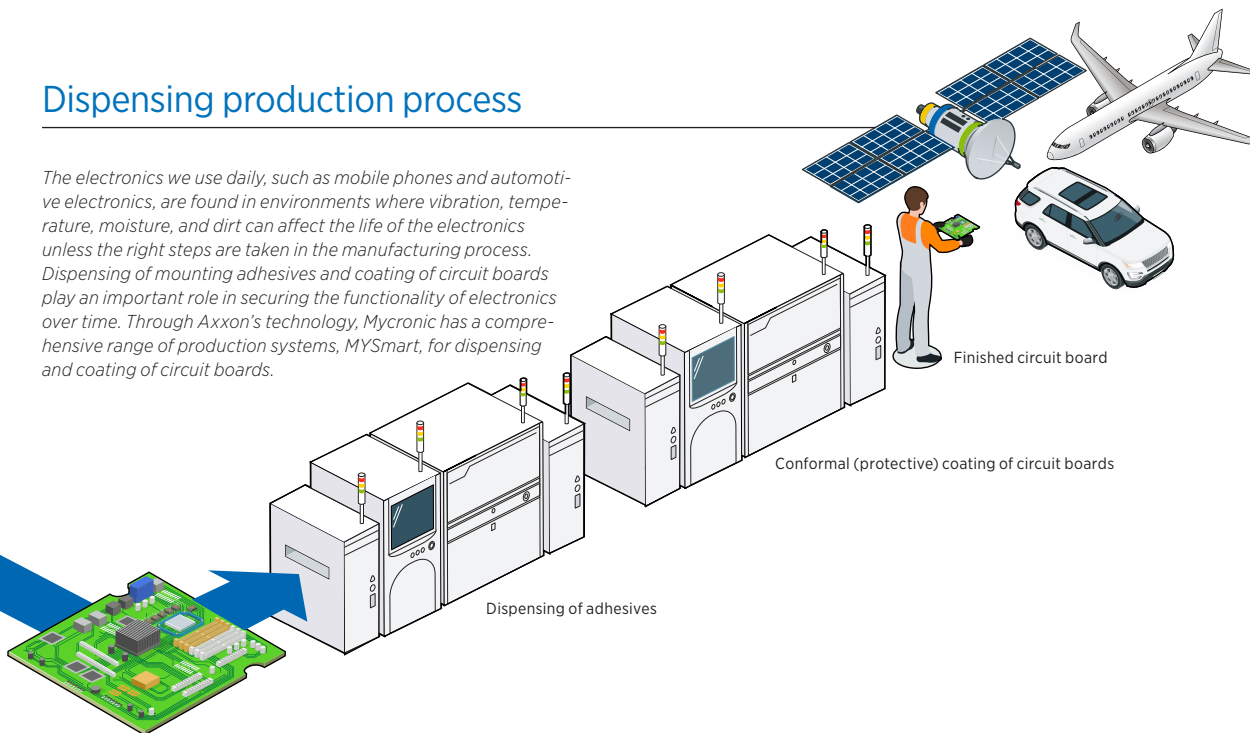 Dispensing production process
The electronics we use daily, such as mobile phones and automoti-
ve electronics, are found in environments where vibration, tempe-
rature, moisture, and dirt can affect the life of the electronics
unless the right steps are taken in the manufacturing process.
Dispensing of mounting adhesives and coating of circuit boards
play an important role in securing the functionality of electronics
over time. Through Axxon's technology, Mycronic has a compre-
hensive range of production systems, MYSmart, for dispensing
and coating of circuit boards.
Finished circuit board
Conformal (protective) coating of circuit boards
Dispensing of adhesives